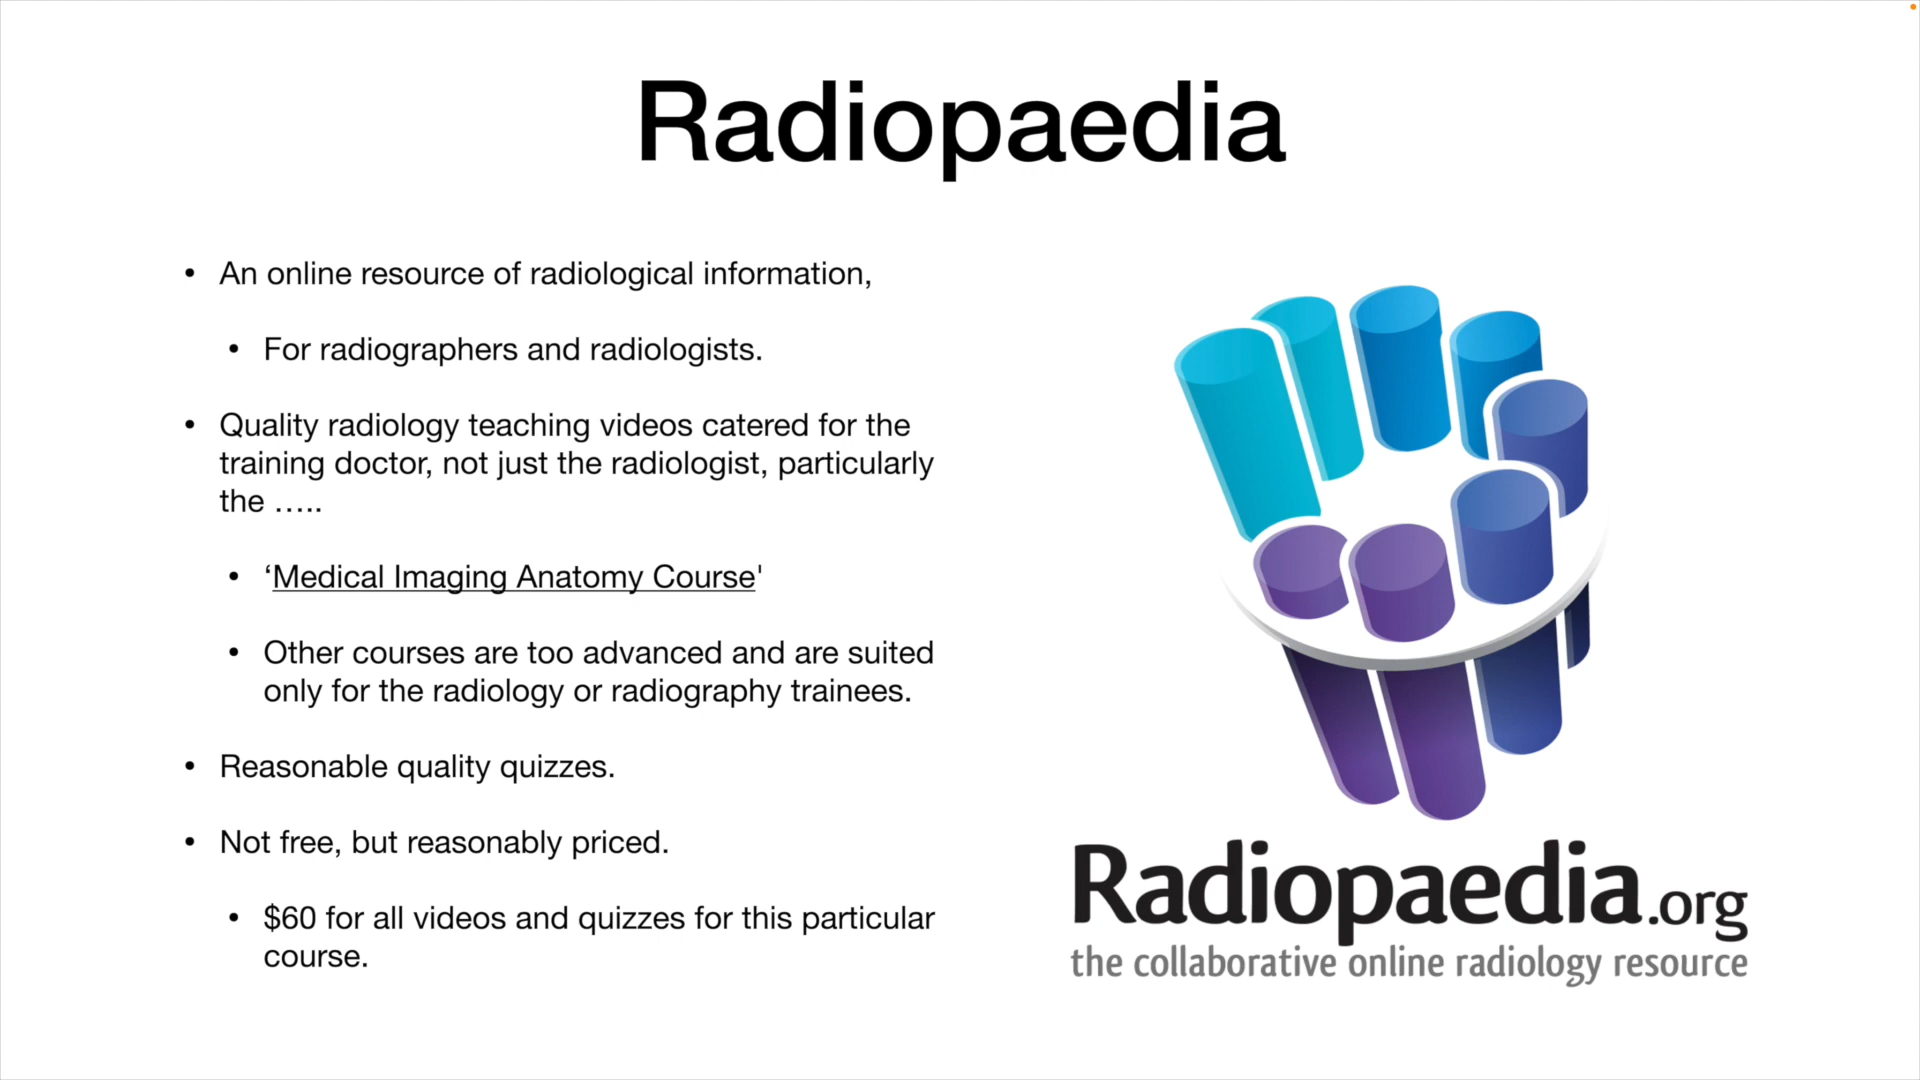 Radiopaedia
• An online resource of radiological information,
• For radiographers and radiologists.
• Quality radiology teaching videos catered for the
training doctor, not just the radiologist, particularly
the …..
• ‘Medical Imaging Anatomy Course'
• Other courses are too advanced and are suited
only for the radiology or radiography trainees.
• Reasonable quality quizzes.
• Not free, but reasonably priced.
• $60 for all videos and quizzes for this particular
course.
Radiopaedia.org
the collaborative online radiology resource